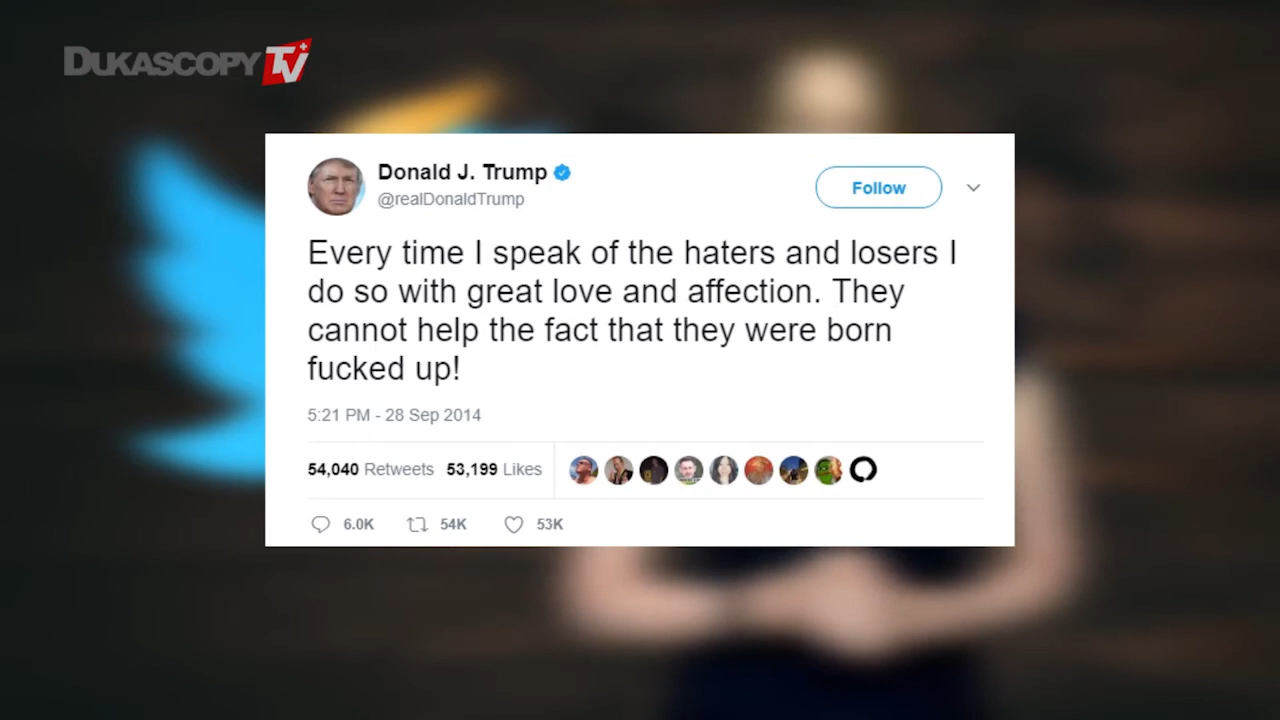 DUKASCOPY TV
Donald J. Trump
@realDonaldTrump
Follow
Every time I speak of the haters and losers I
do so with great love and affection. They
cannot help the fact that they were born
fucked up!
5:21 PM - 28 Sep 2014
54,040 Retweets 53,199 Likes
6.0K 54K 53K